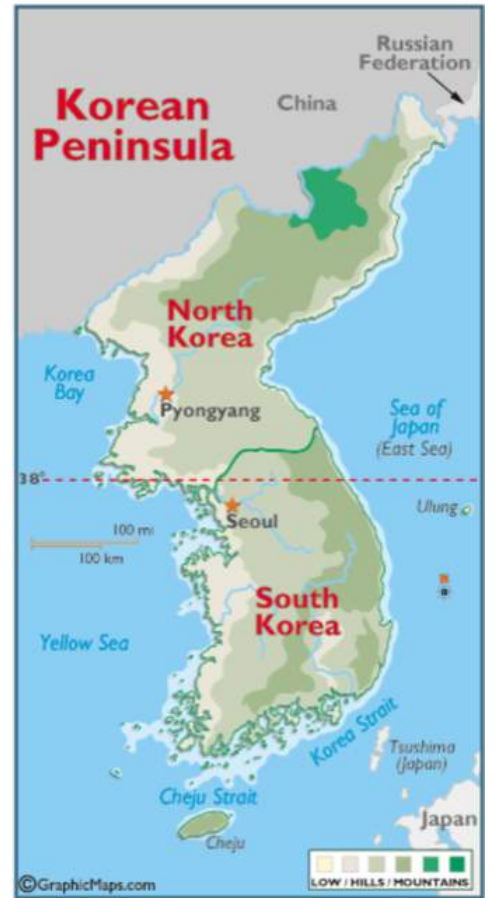 Russian
Federation
China
Korean
Peninsula
North
Korea
Korea
Bay
Pyongyang
Sea of
Japan
(East Sea)
38°
Ulung
Seoul
100 mi
100 km
South
Korea
Yellow Sea
Korea Strait
Tsushima
(Japan)
Cheju Strait
Japan
Cheju
LOW / HILLS / MOUNTAINS
©GraphicMaps.com